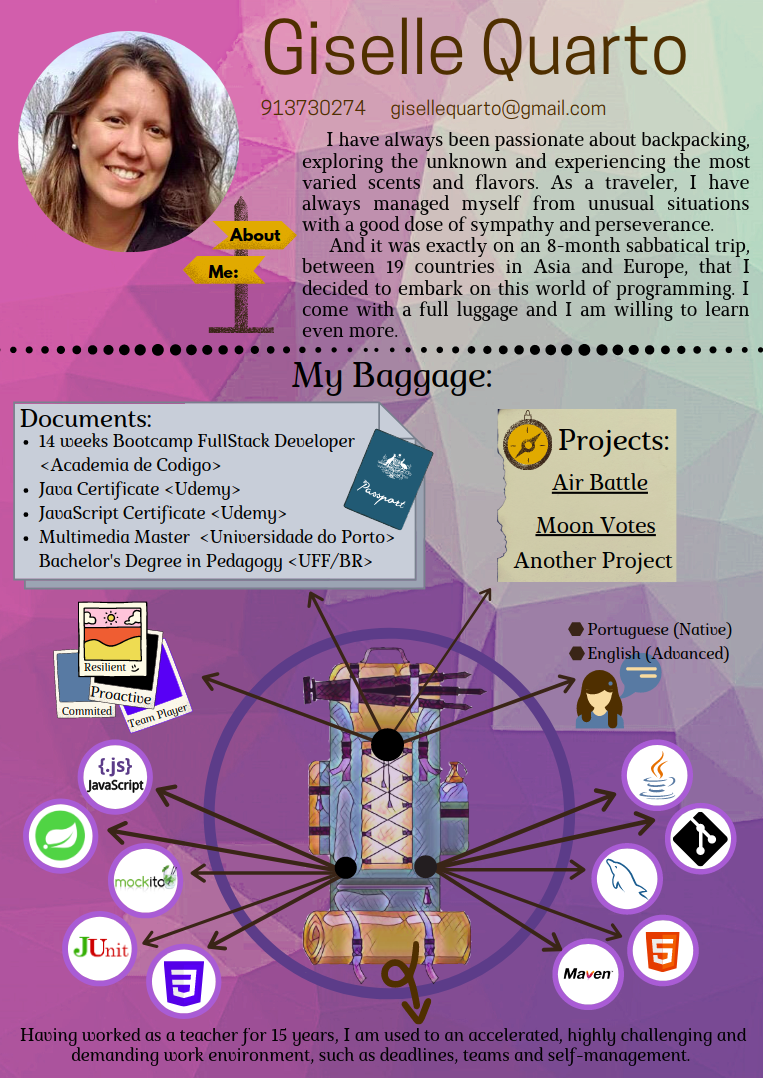 Giselle Quarto
913730274 gisellequarto@gmail.com
I have always been passionate about backpacking,
exploring the unknown and experiencing the most
varied scents and flavors. As a traveler, I have
always managed myself from unusual situations
with a good dose of sympathy and perseverance.
And it was exactly on an 8-month sabbatical trip,
between 19 countries in Asia and Europe, that I
decided to embark on this world of programming. I
come with a full luggage and I am willing to learn
even more.
About
Me:
My Baggage:
Documents:
• 14 weeks Bootcamp FullStack Developer
<Academia de Codigo>
• Java Certificate <Udemy>
• JavaScript Certificate <Udemy>
• Multimedia Master <Universidade do Porto>
Bachelor's Degree in Pedagogy <UFF/BR>
Passport
Projects:
Air Battle
Moon Votes
Another Project
Portuguese (Native)
English (Advanced)
Resilient
Proactive
Commited
Team Player
{.js}
JavaScript
mockito
JUnit
3
5
Maven
Having worked as a teacher for 15 years, I am used to an accelerated, highly challenging and
demanding work environment, such as deadlines, teams and self-management.